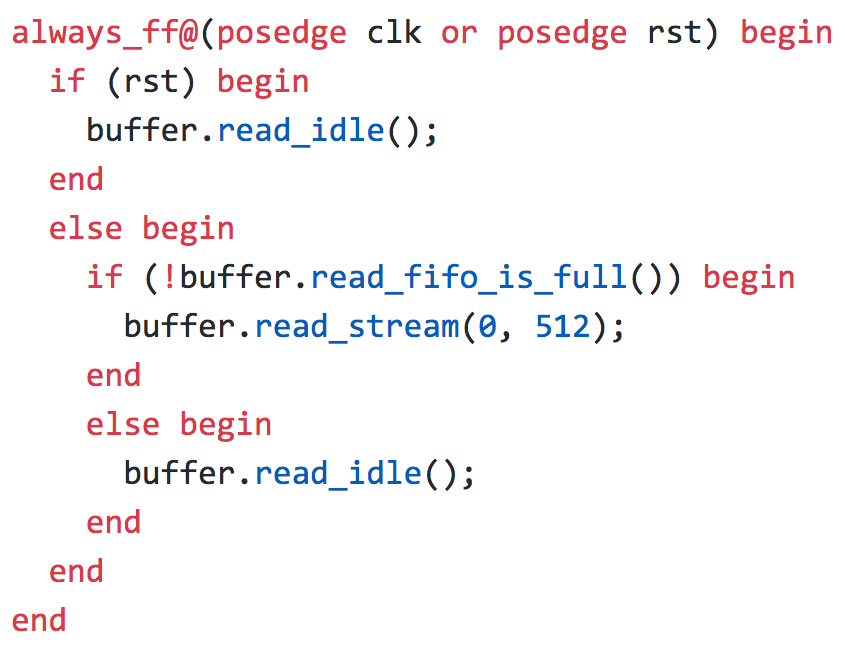 always_ff@(posedge clk or posedge rst) begin
  if (rst) begin
    buffer.read_idle();
  end
  else begin
    if (!buffer.read_fifo_is_full()) begin
      buffer.read_stream(0, 512);
    end
    else begin
      buffer.read_idle();
    end
  end
end